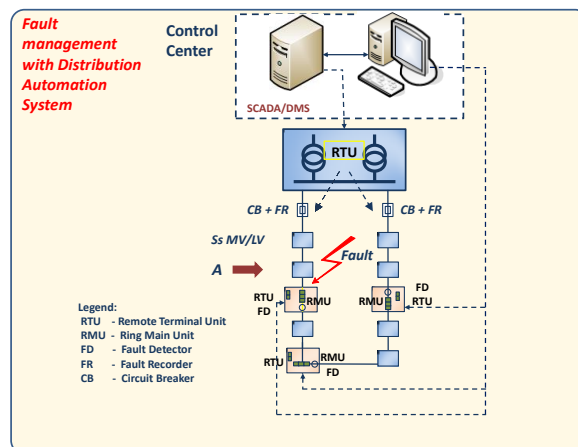 Fault
management
with Distribution
Automation
System
Control
Center
SCADA/DMS
RTU
CB + FR
CB + FR
Ss MV/LV
Fault
A
RTU
FD
RMU
FD
RMU
RTU
RTU
RMU
FD
Legend:
RTU - Remote Terminal Unit
RMU - Ring Main Unit
FD - Fault Detector
FR - Fault Recorder
CB - Circuit Breaker